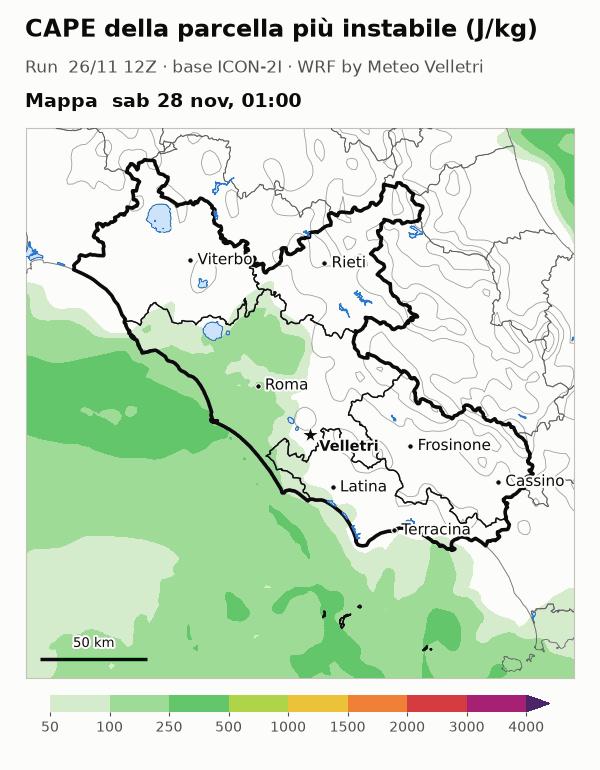 CAPE della parcella più instabile (J/kg)
Run  26/11 12Z · base ICON-2I · WRF by Meteo Velletri
Mappa  sab 28 nov, 01:00
Viterbo
Rieti
Roma
Velletri
Frosinone
Latina
Cassino
Terracina
50 km
50 100 250 500 1000 1500 2000 3000 4000